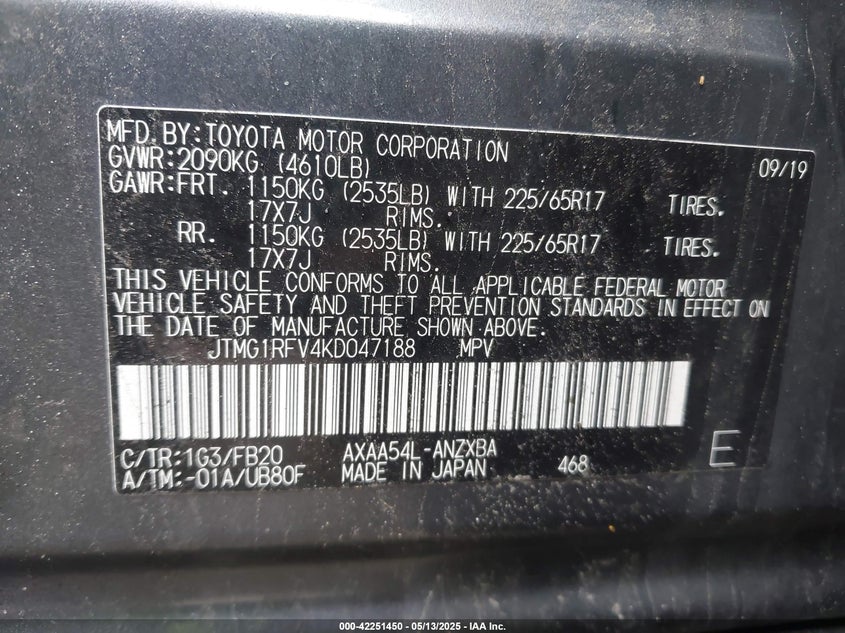 MFD. BY: TOYOTA MOTOR CORPORATION 09/19
GVWR: 2090KG (4610LB)
GAWR: FRT. 1150KG (2535LB) WITH 225/65R17 TIRES.
17X7J RIMS.
RR. 1150KG (2535LB) WITH 225/65R17 TIRES.
17X7J RIMS.
THIS VEHICLE CONFORMS TO ALL APPLICABLE FEDERAL MOTOR
VEHICLE SAFETY AND THEFT PREVENTION STANDARDS IN EFFECT ON
THE DATE OF MANUFACTURE SHOWN ABOVE.
JTMG1RFV4KD047188 MPV
C/TR: 1G3/FB20 AXAA54L-ANZXBA E
A/TM: -01A/UB80F MADE IN JAPAN 468
000-42251450 - 05/13/2025 - IAA Inc.